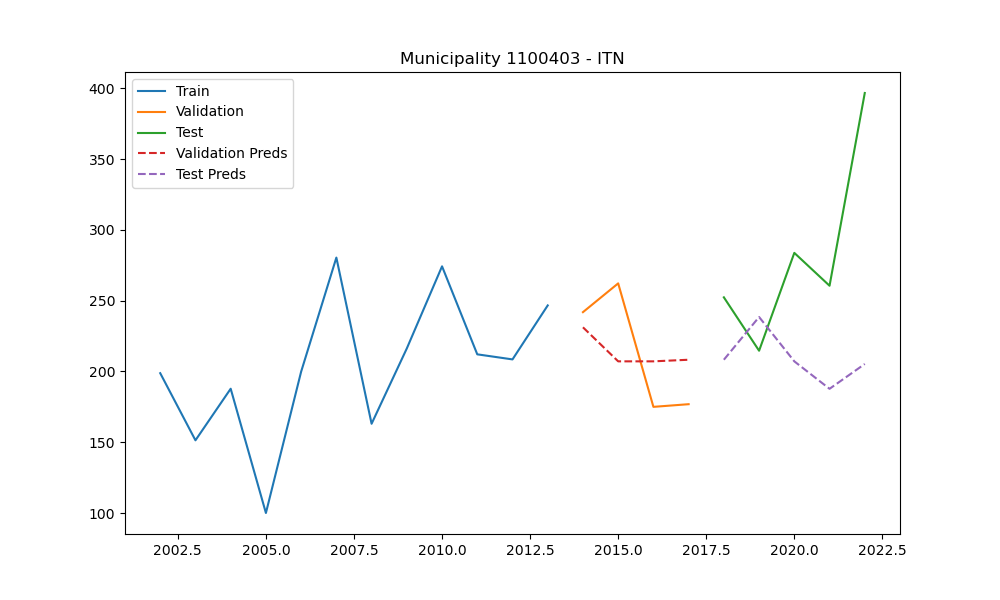 Municipality 1100403 - ITN
Train
Validation
Test
Validation Preds
Test Preds
400
350
300
250
200
150
100
2002.5 2005.0 2007.5 2010.0 2012.5 2015.0 2017.5 2020.0 2022.5